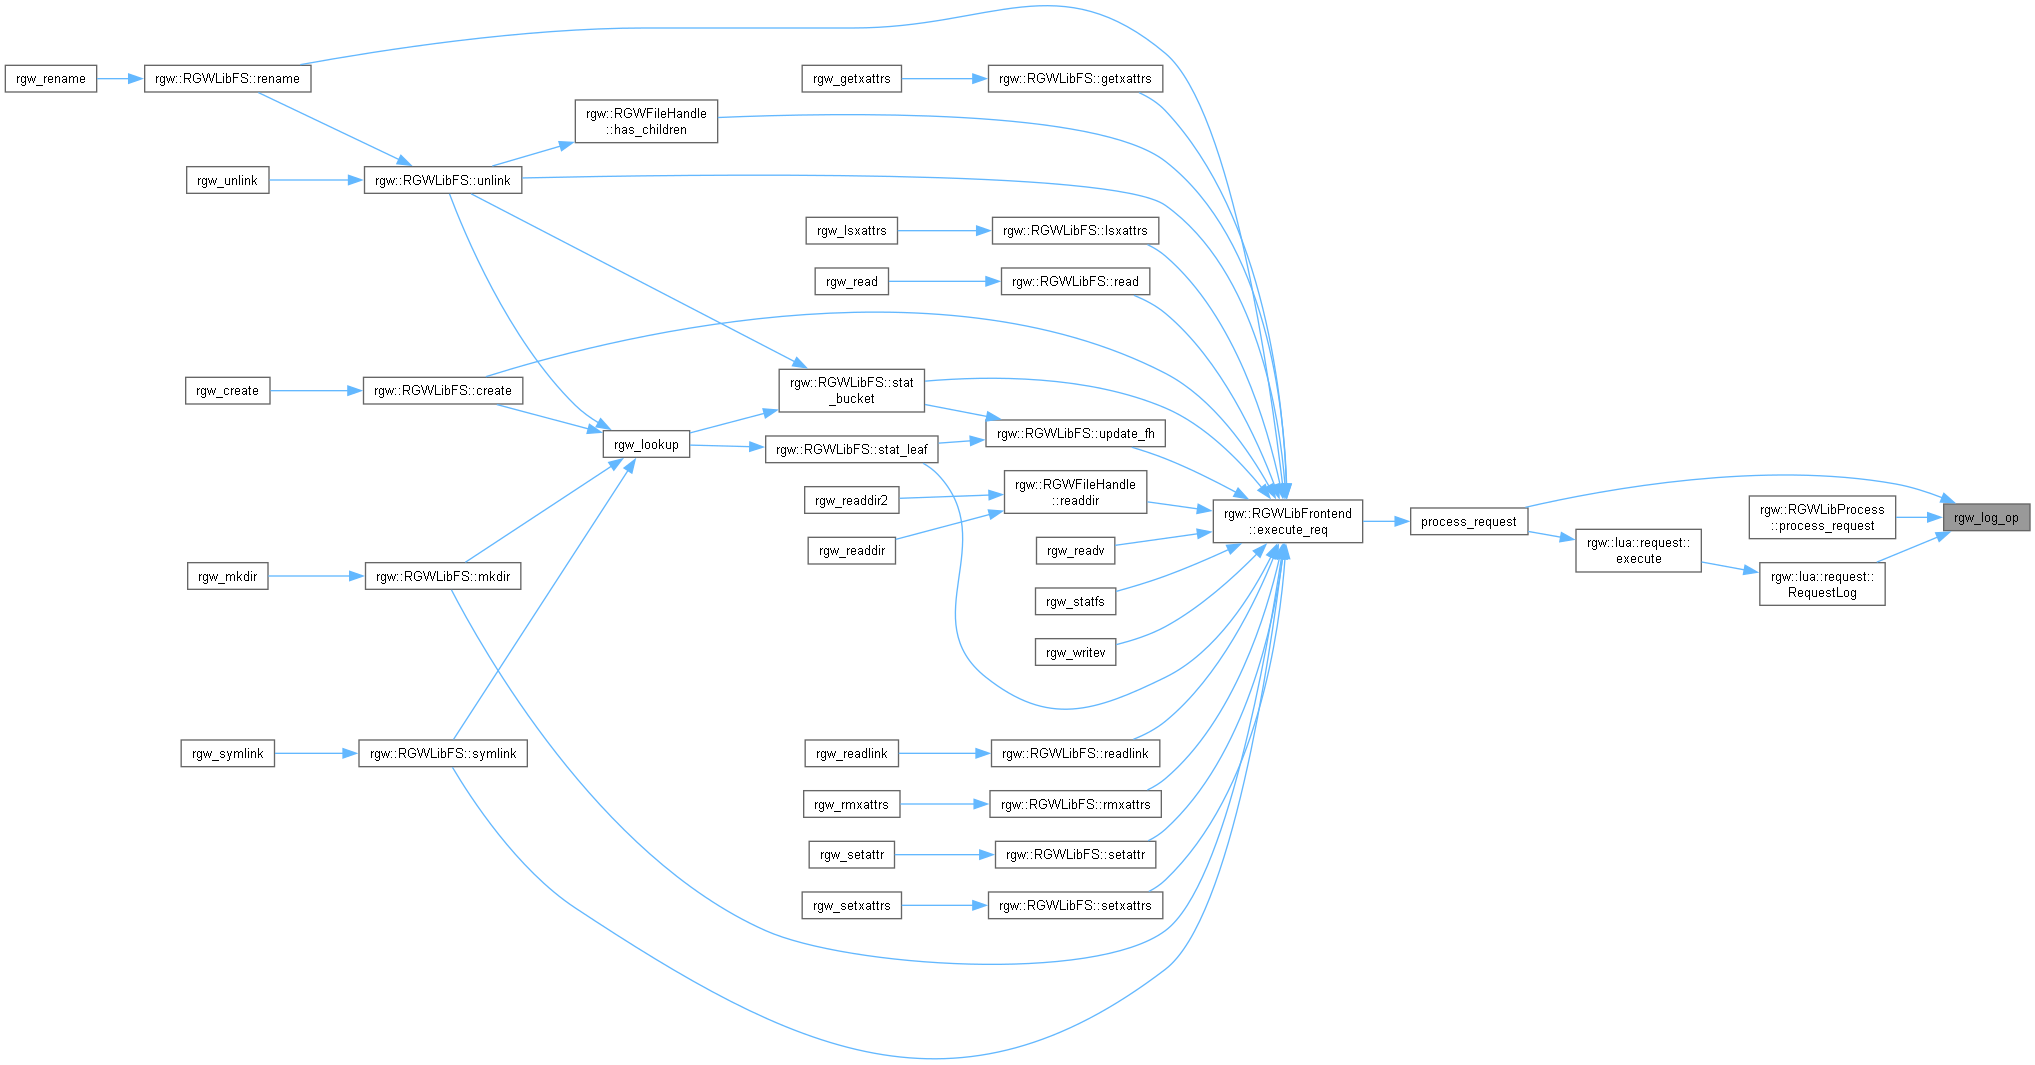 rgw_rename
rgw::RGWLibFS::rename
rgw_getxattrs
rgw::RGWLibFS::getxattrs
rgw::RGWFileHandle
::has_children
rgw_unlink
rgw::RGWLibFS::unlink
rgw_lsxattrs
rgw::RGWLibFS::lsxattrs
rgw_read
rgw::RGWLibFS::read
rgw_create
rgw::RGWLibFS::create
rgw::RGWLibFS::stat
_bucket
rgw_lookup
rgw::RGWLibFS::stat_leaf
rgw::RGWLibFS::update_fh
rgw_readdir2
rgw::RGWFileHandle
::readdir
rgw_readdir
rgw_readv
rgw_statfs
rgw_writev
rgw::RGWLibFrontend
::execute_req
process_request
rgw::RGWLibProcess
::process_request
rgw_log_op
rgw::lua::request::
execute
rgw::lua::request::
RequestLog
rgw_mkdir
rgw::RGWLibFS::mkdir
rgw_symlink
rgw::RGWLibFS::symlink
rgw_readlink
rgw::RGWLibFS::readlink
rgw_rmxattrs
rgw::RGWLibFS::rmxattrs
rgw_setattr
rgw::RGWLibFS::setattr
rgw_setxattrs
rgw::RGWLibFS::setxattrs